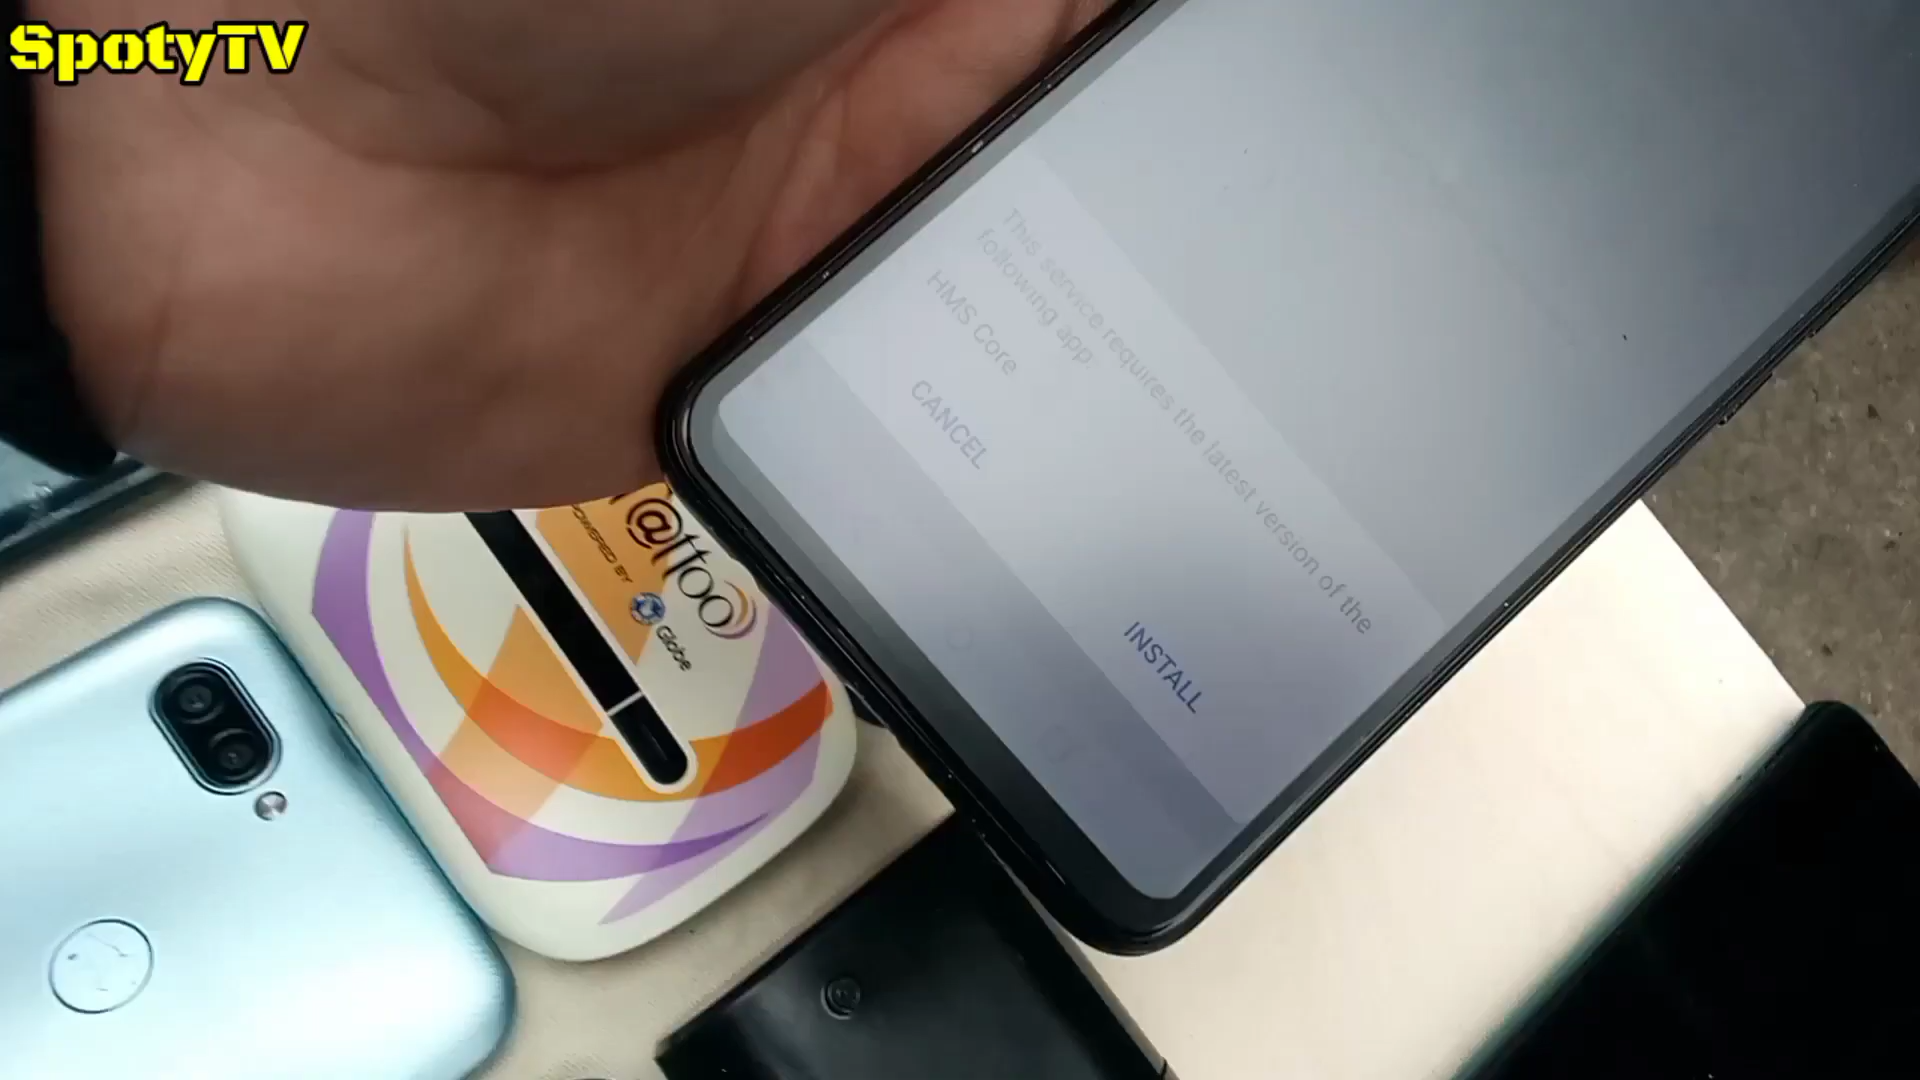 SpotyTV
This service requires the latest version of the
following app:
HMS Core
CANCEL
INSTALL
@ttoo
POWERED BY
Globe